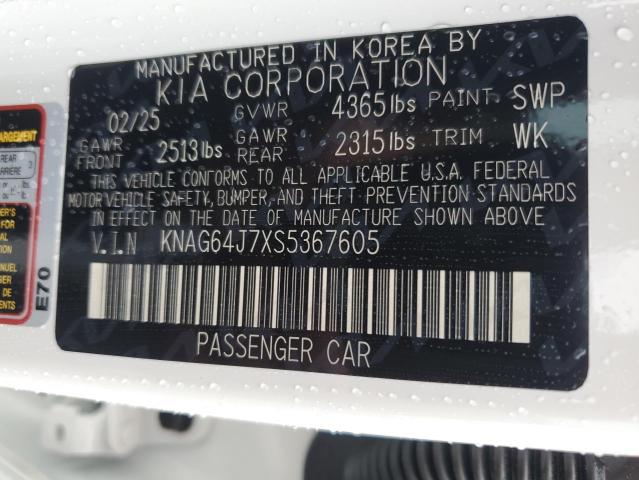 MANUFACTURED IN KOREA BY
KIA CORPORATION
02/25 GVWR 4365 lbs PAINT SWP
GAWR FRONT 2513 lbs GAWR REAR 2315 lbs TRIM WK
THIS VEHICLE CONFORMS TO ALL APPLICABLE U.S.A. FEDERAL
MOTOR VEHICLE SAFETY, BUMPER, AND THEFT PREVENTION STANDARDS
IN EFFECT ON THE DATE OF MANUFACTURE SHOWN ABOVE
V.I.N KNAG64J7XS5367605
PASSENGER CAR
REAR
3
E70